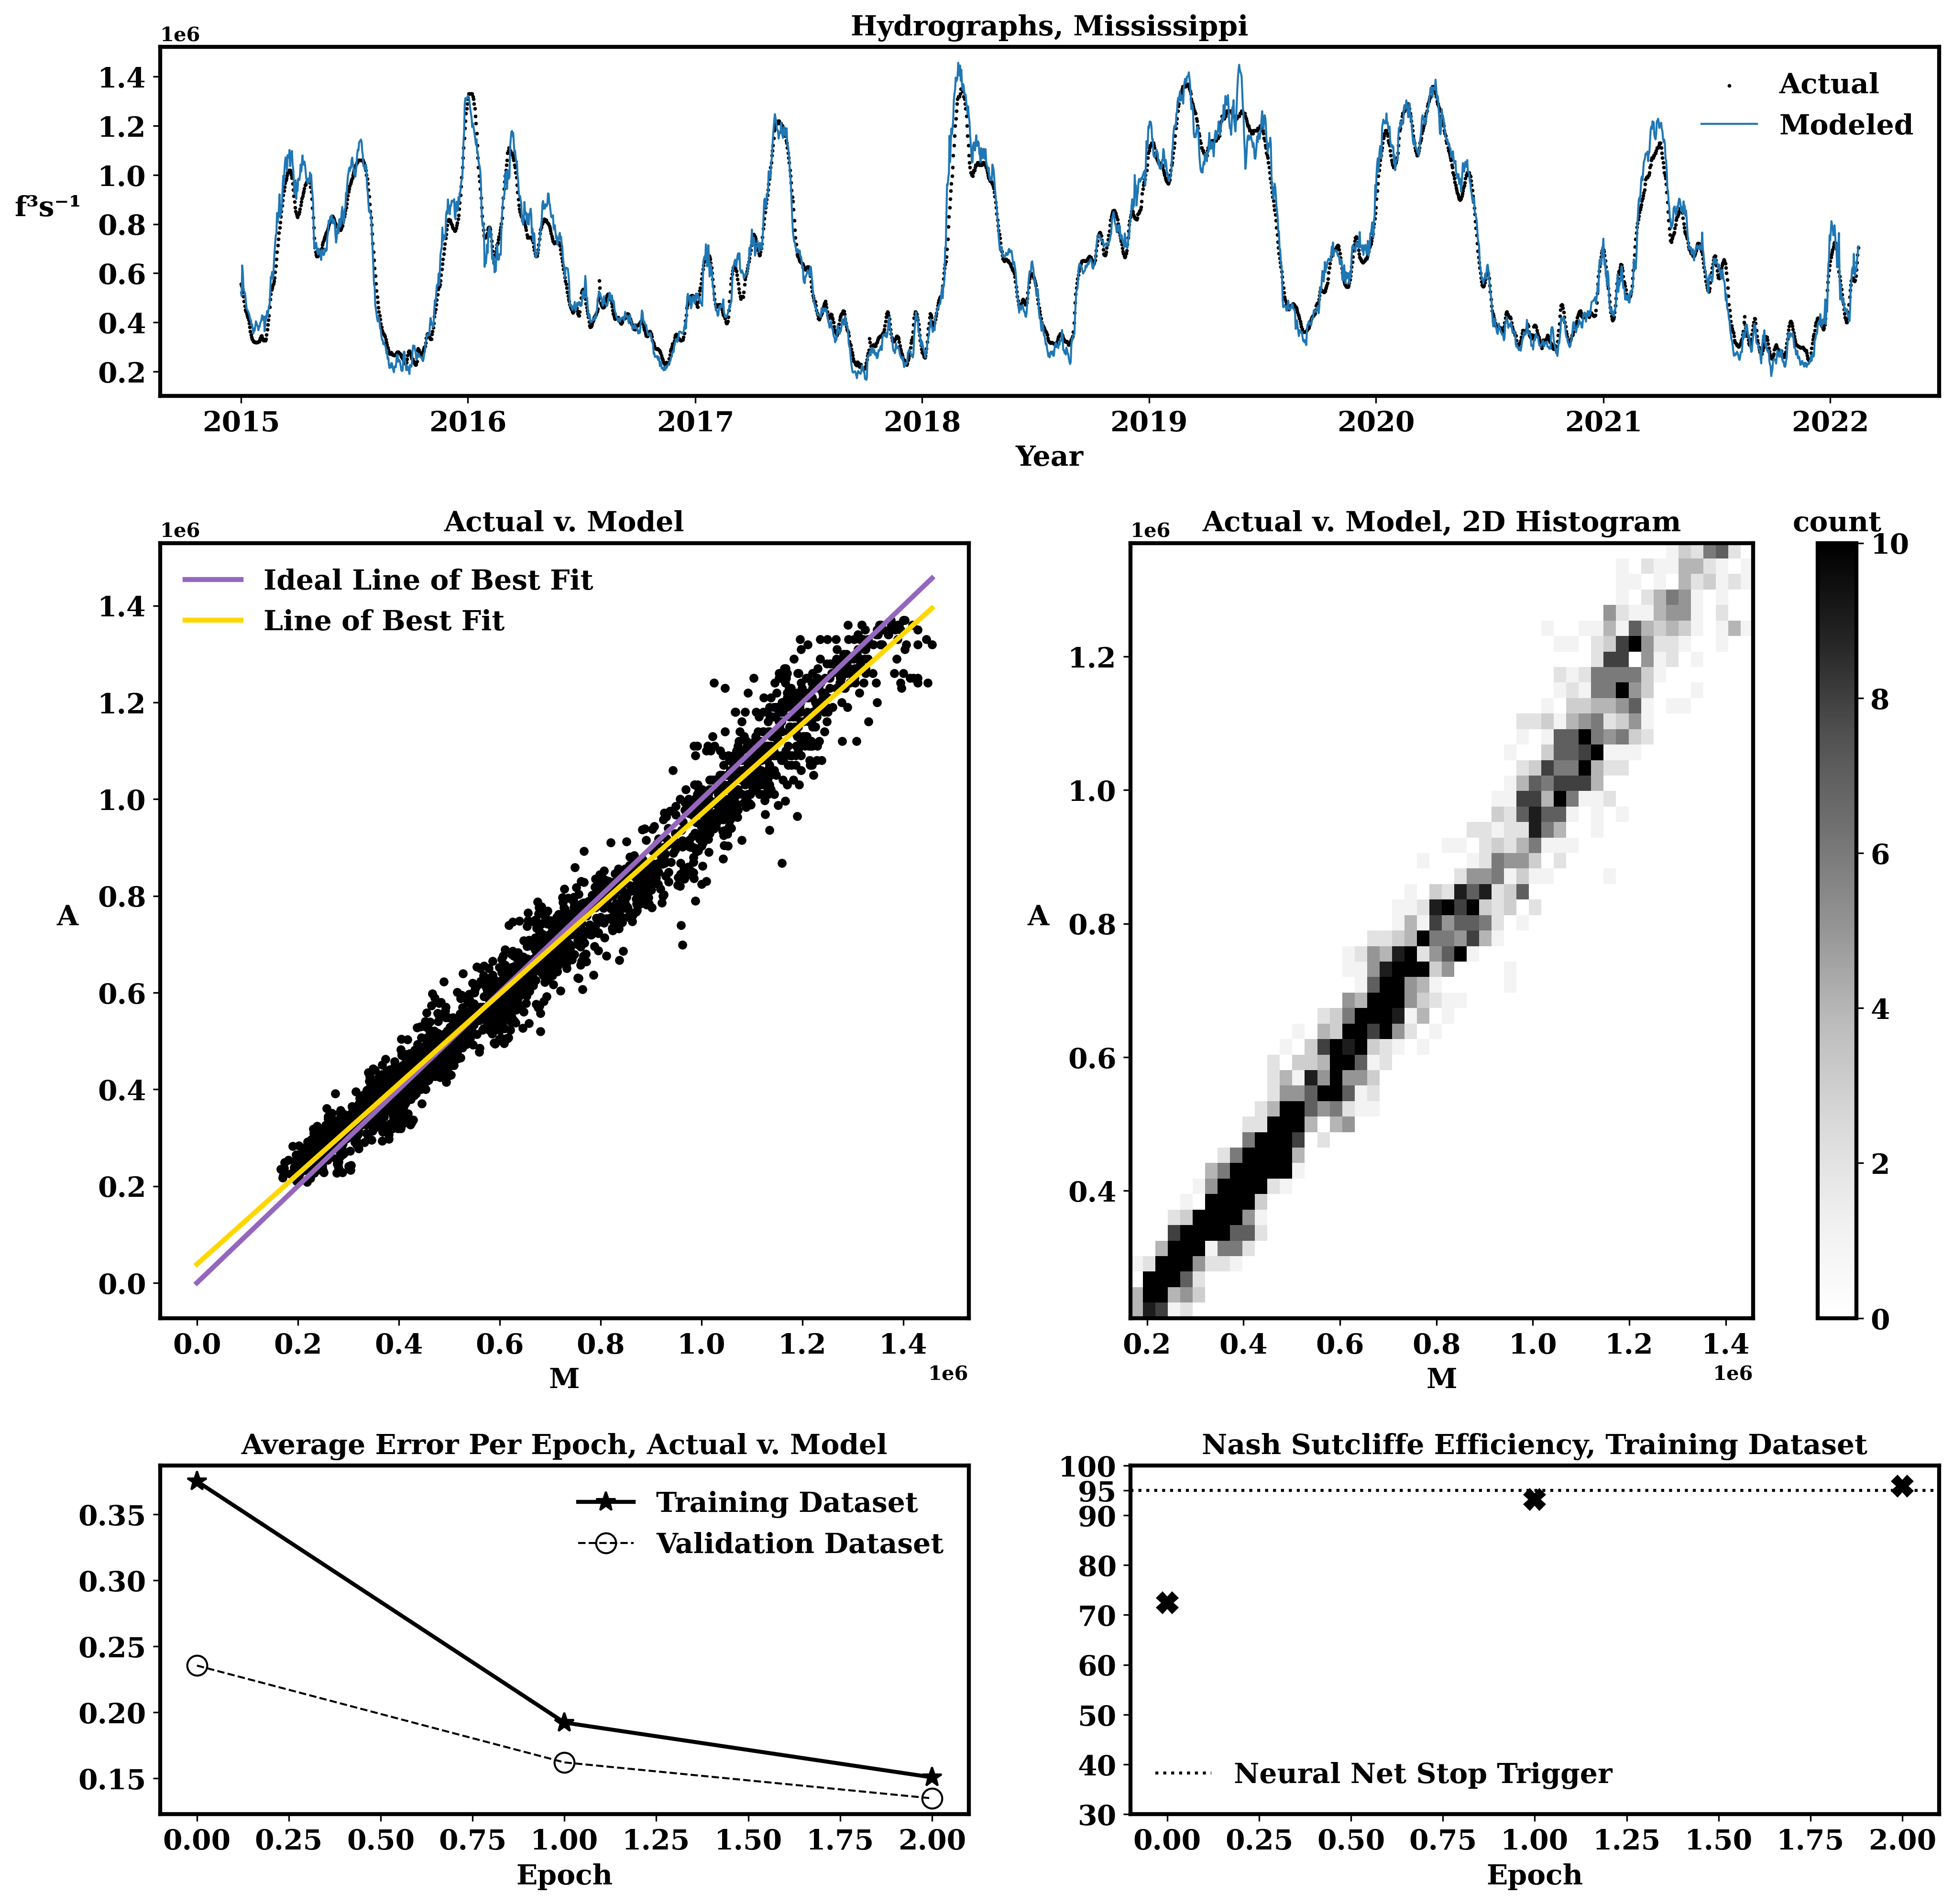 Hydrographs, Mississippi
1e6
1.4
1.2
1.0
0.8
0.6
0.4
0.2
f³s⁻¹
Actual
Modeled
2015 2016 2017 2018 2019 2020 2021 2022
Year
Actual v. Model
1e6
Ideal Line of Best Fit
Line of Best Fit
1.4
1.2
1.0
0.8
0.6
0.4
0.2
0.0
A
0.0 0.2 0.4 0.6 0.8 1.0 1.2 1.4
1e6
M
Actual v. Model, 2D Histogram
1e6
1.2
1.0
0.8
0.6
0.4
A
0.2 0.4 0.6 0.8 1.0 1.2 1.4
1e6
M
count
10
8
6
4
2
0
Average Error Per Epoch, Actual v. Model
Training Dataset
Validation Dataset
0.35
0.30
0.25
0.20
0.15
0.00 0.25 0.50 0.75 1.00 1.25 1.50 1.75 2.00
Epoch
Nash Sutcliffe Efficiency, Training Dataset
100
95
90
80
70
60
50
40
30
Neural Net Stop Trigger
0.00 0.25 0.50 0.75 1.00 1.25 1.50 1.75 2.00
Epoch